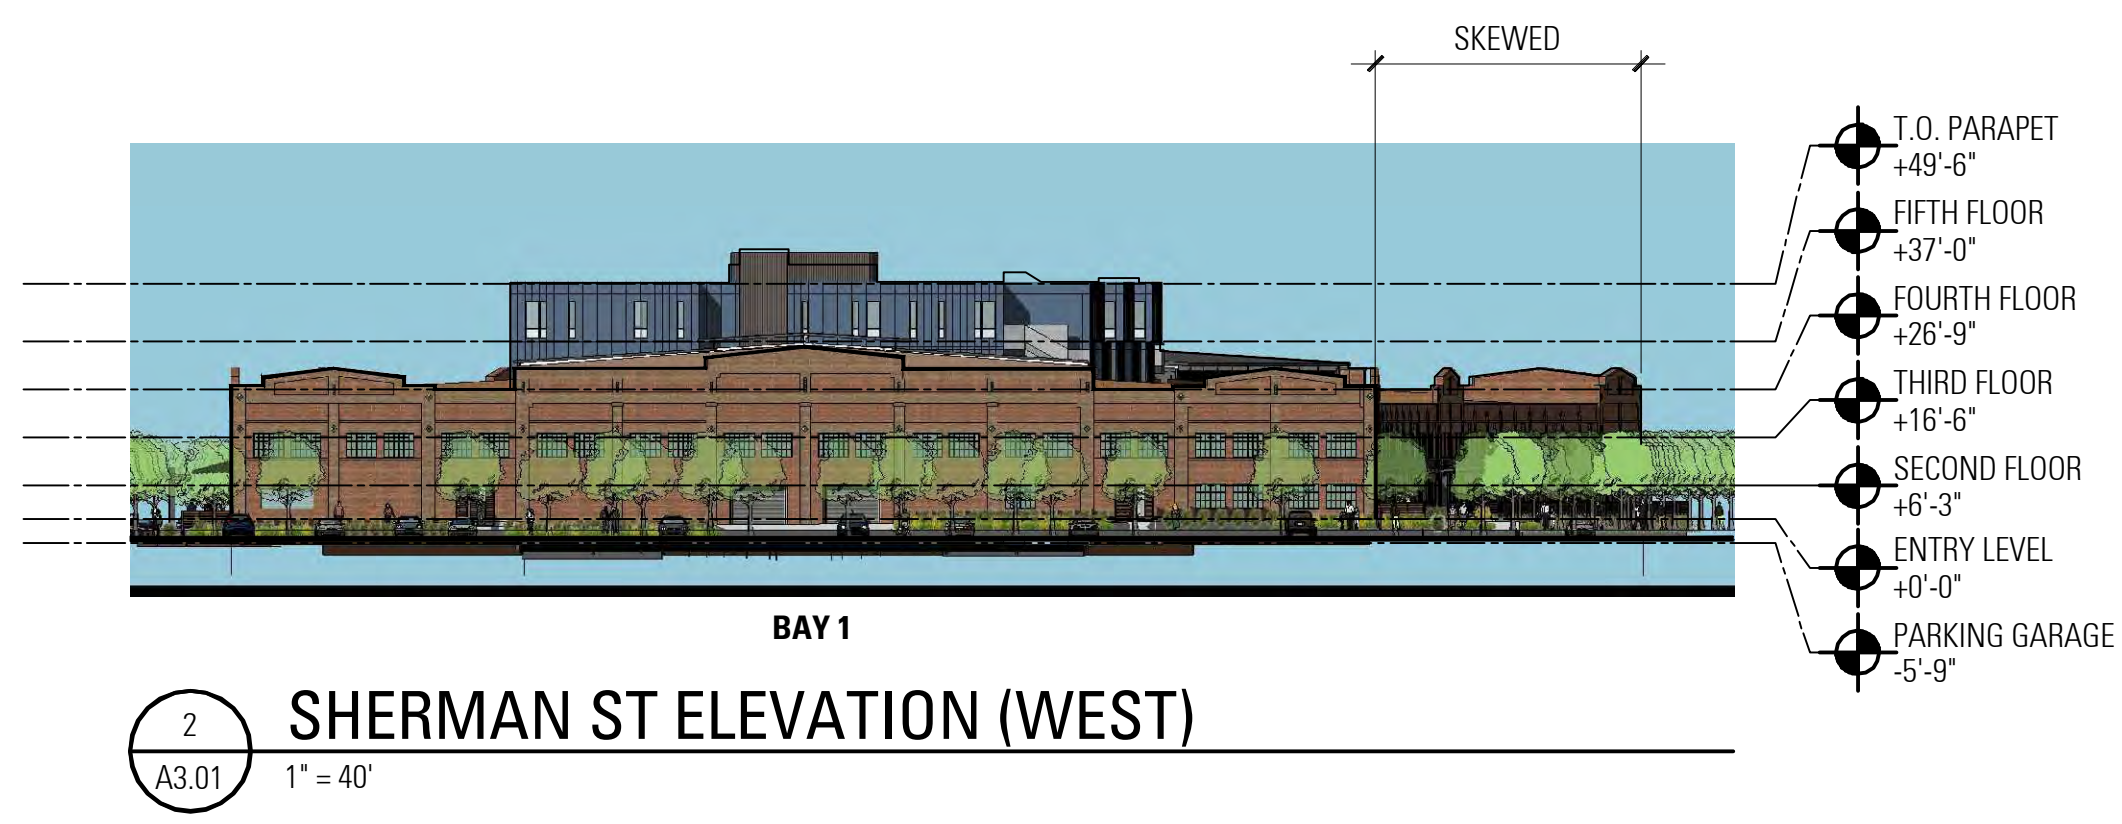 SKEWED
T.O. PARAPET
+49'-6"
FIFTH FLOOR
+37'-0"
FOURTH FLOOR
+26'-9"
THIRD FLOOR
+16'-6"
SECOND FLOOR
+6'-3"
ENTRY LEVEL
+0'-0"
PARKING GARAGE
-5'-9"
BAY 1
2
A3.01
SHERMAN ST ELEVATION (WEST)
1" = 40'